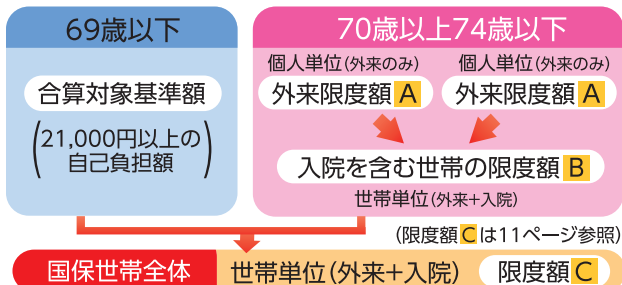 69歳以下
合算対象基準額
(21,000円以上の
自己負担額)
70歳以上74歳以下
個人単位(外来のみ) 個人単位(外来のみ)
外来限度額A 外来限度額A
入院を含む世帯の限度額B
世帯単位(外来+入院)
(限度額Cは11ページ参照)
国保世帯全体 世帯単位(外来+入院) 限度額C